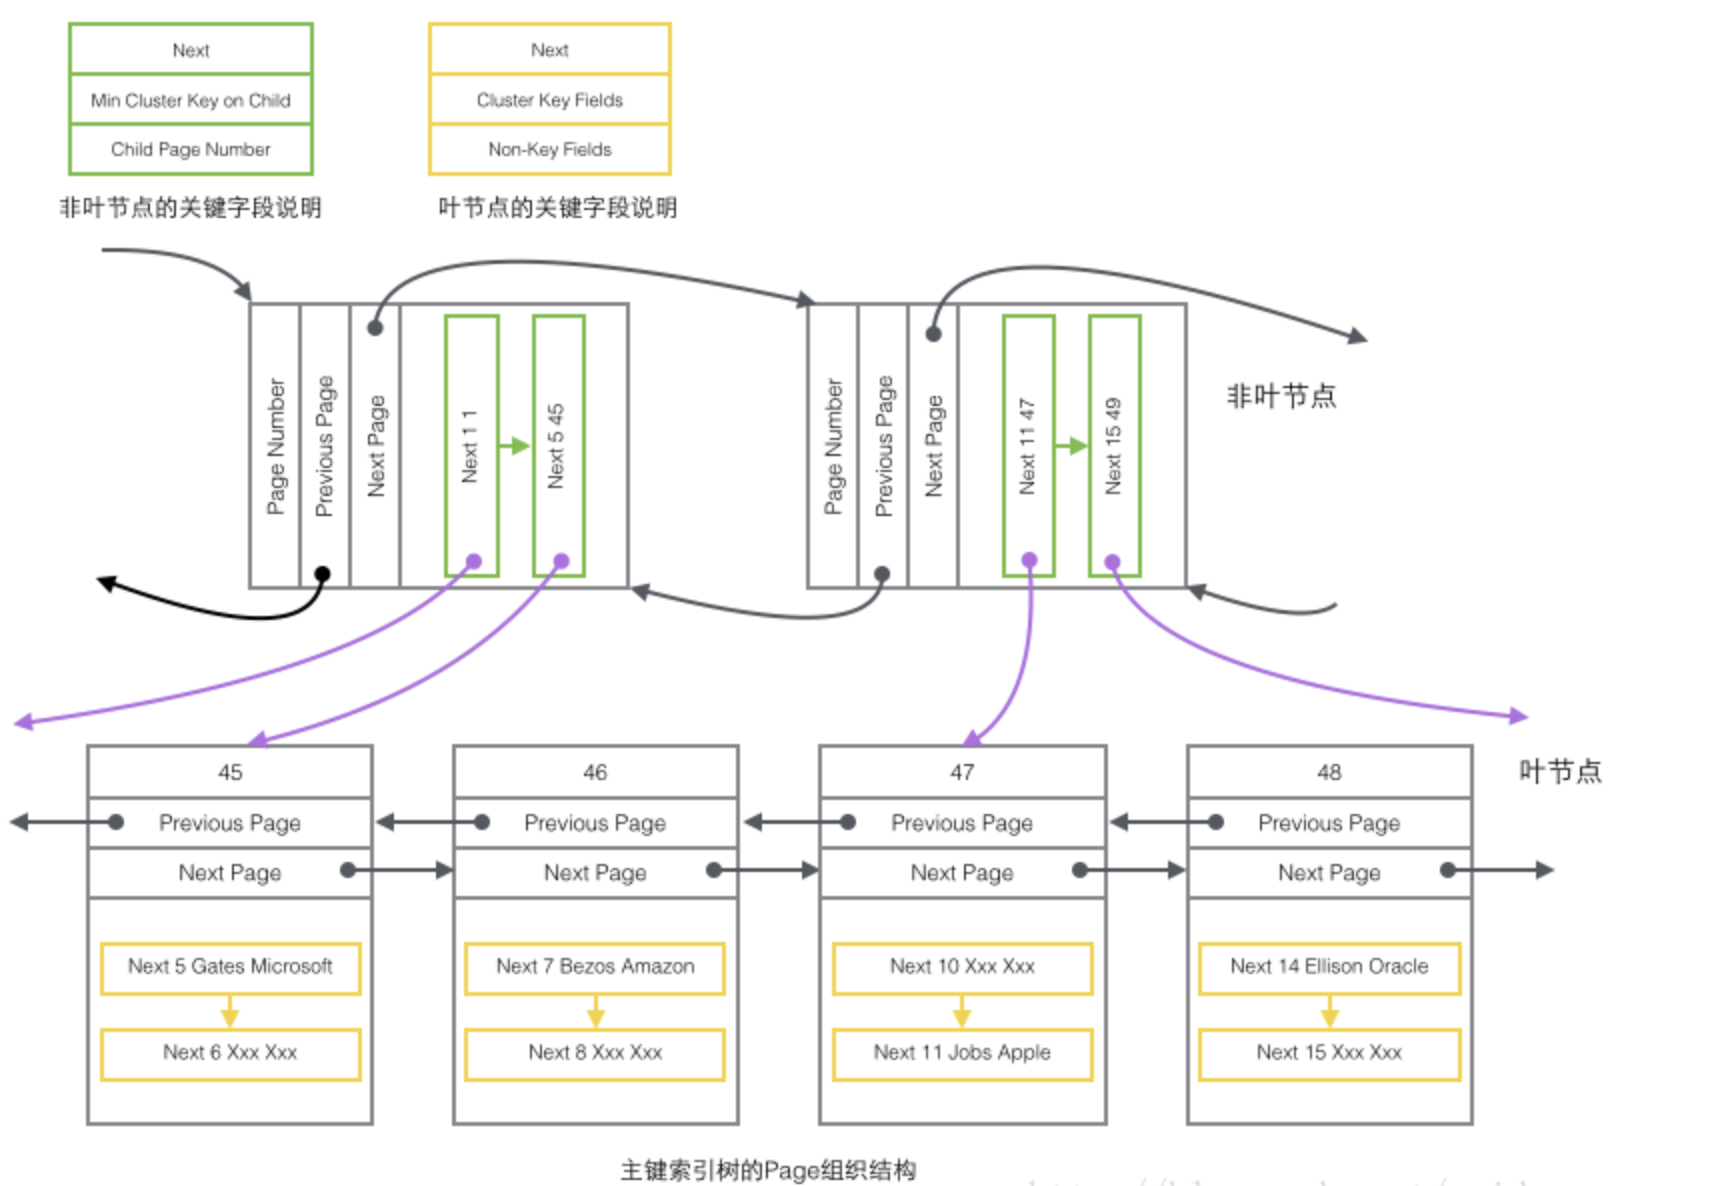 Next
Min Cluster Key on Child
Child Page Number
非叶节点的关键字段说明
Next
Cluster Key Fields
Non-Key Fields
叶节点的关键字段说明
Page Number
Previous Page
Next Page
Next 1 1
Next 5 45
Page Number
Previous Page
Next Page
Next 11 47
Next 15 49
非叶节点
45
Previous Page
Next Page
Next 5 Gates Microsoft
Next 6 Xxx Xxx
46
Previous Page
Next Page
Next 7 Bezos Amazon
Next 8 Xxx Xxx
47
Previous Page
Next Page
Next 10 Xxx Xxx
Next 11 Jobs Apple
48
Previous Page
Next Page
Next 14 Ellison Oracle
Next 15 Xxx Xxx
叶节点
主键索引树的Page组织结构